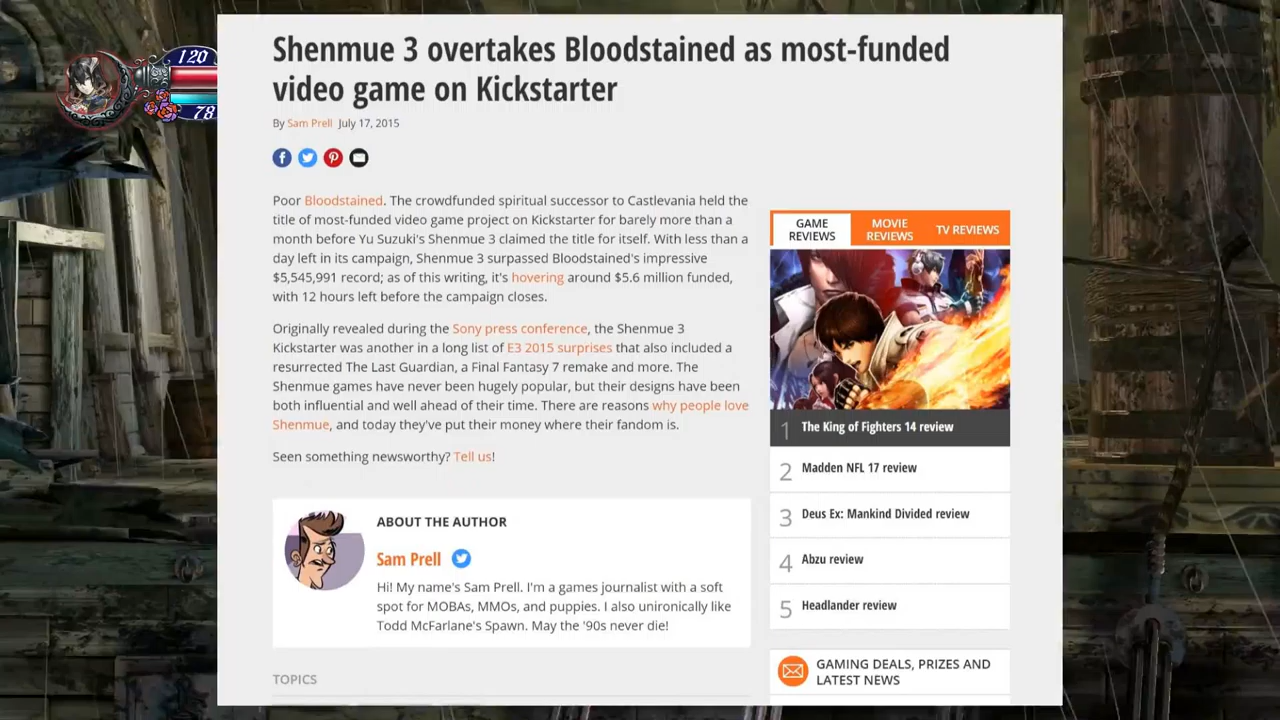 Shenmue 3 overtakes Bloodstained as most-funded
video game on Kickstarter
120
78
By Sam Prell July 17, 2015
Poor Bloodstained. The crowdfunded spiritual successor to Castlevania held the
title of most-funded video game project on Kickstarter for barely more than a
month before Yu Suzuki's Shenmue 3 claimed the title for itself. With less than a
day left in its campaign, Shenmue 3 surpassed Bloodstained's impressive
$5,545,991 record; as of this writing, it's hovering around $5.6 million funded,
with 12 hours left before the campaign closes.
Originally revealed during the Sony press conference, the Shenmue 3
Kickstarter was another in a long list of E3 2015 surprises that also included a
resurrected The Last Guardian, a Final Fantasy 7 remake and more. The
Shenmue games have never been hugely popular, but their designs have been
both influential and well ahead of their time. There are reasons why people love
Shenmue, and today they've put their money where their fandom is.
Seen something newsworthy? Tell us!
ABOUT THE AUTHOR
Sam Prell
Hi! My name's Sam Prell. I'm a games journalist with a soft
spot for MOBAs, MMOs, and puppies. I also unironically like
Todd McFarlane's Spawn. May the '90s never die!
TOPICS
GAME REVIEWS
MOVIE REVIEWS
TV REVIEWS
1 The King of Fighters 14 review
2 Madden NFL 17 review
3 Deus Ex: Mankind Divided review
4 Abzu review
5 Headlander review
GAMING DEALS, PRIZES AND
LATEST NEWS